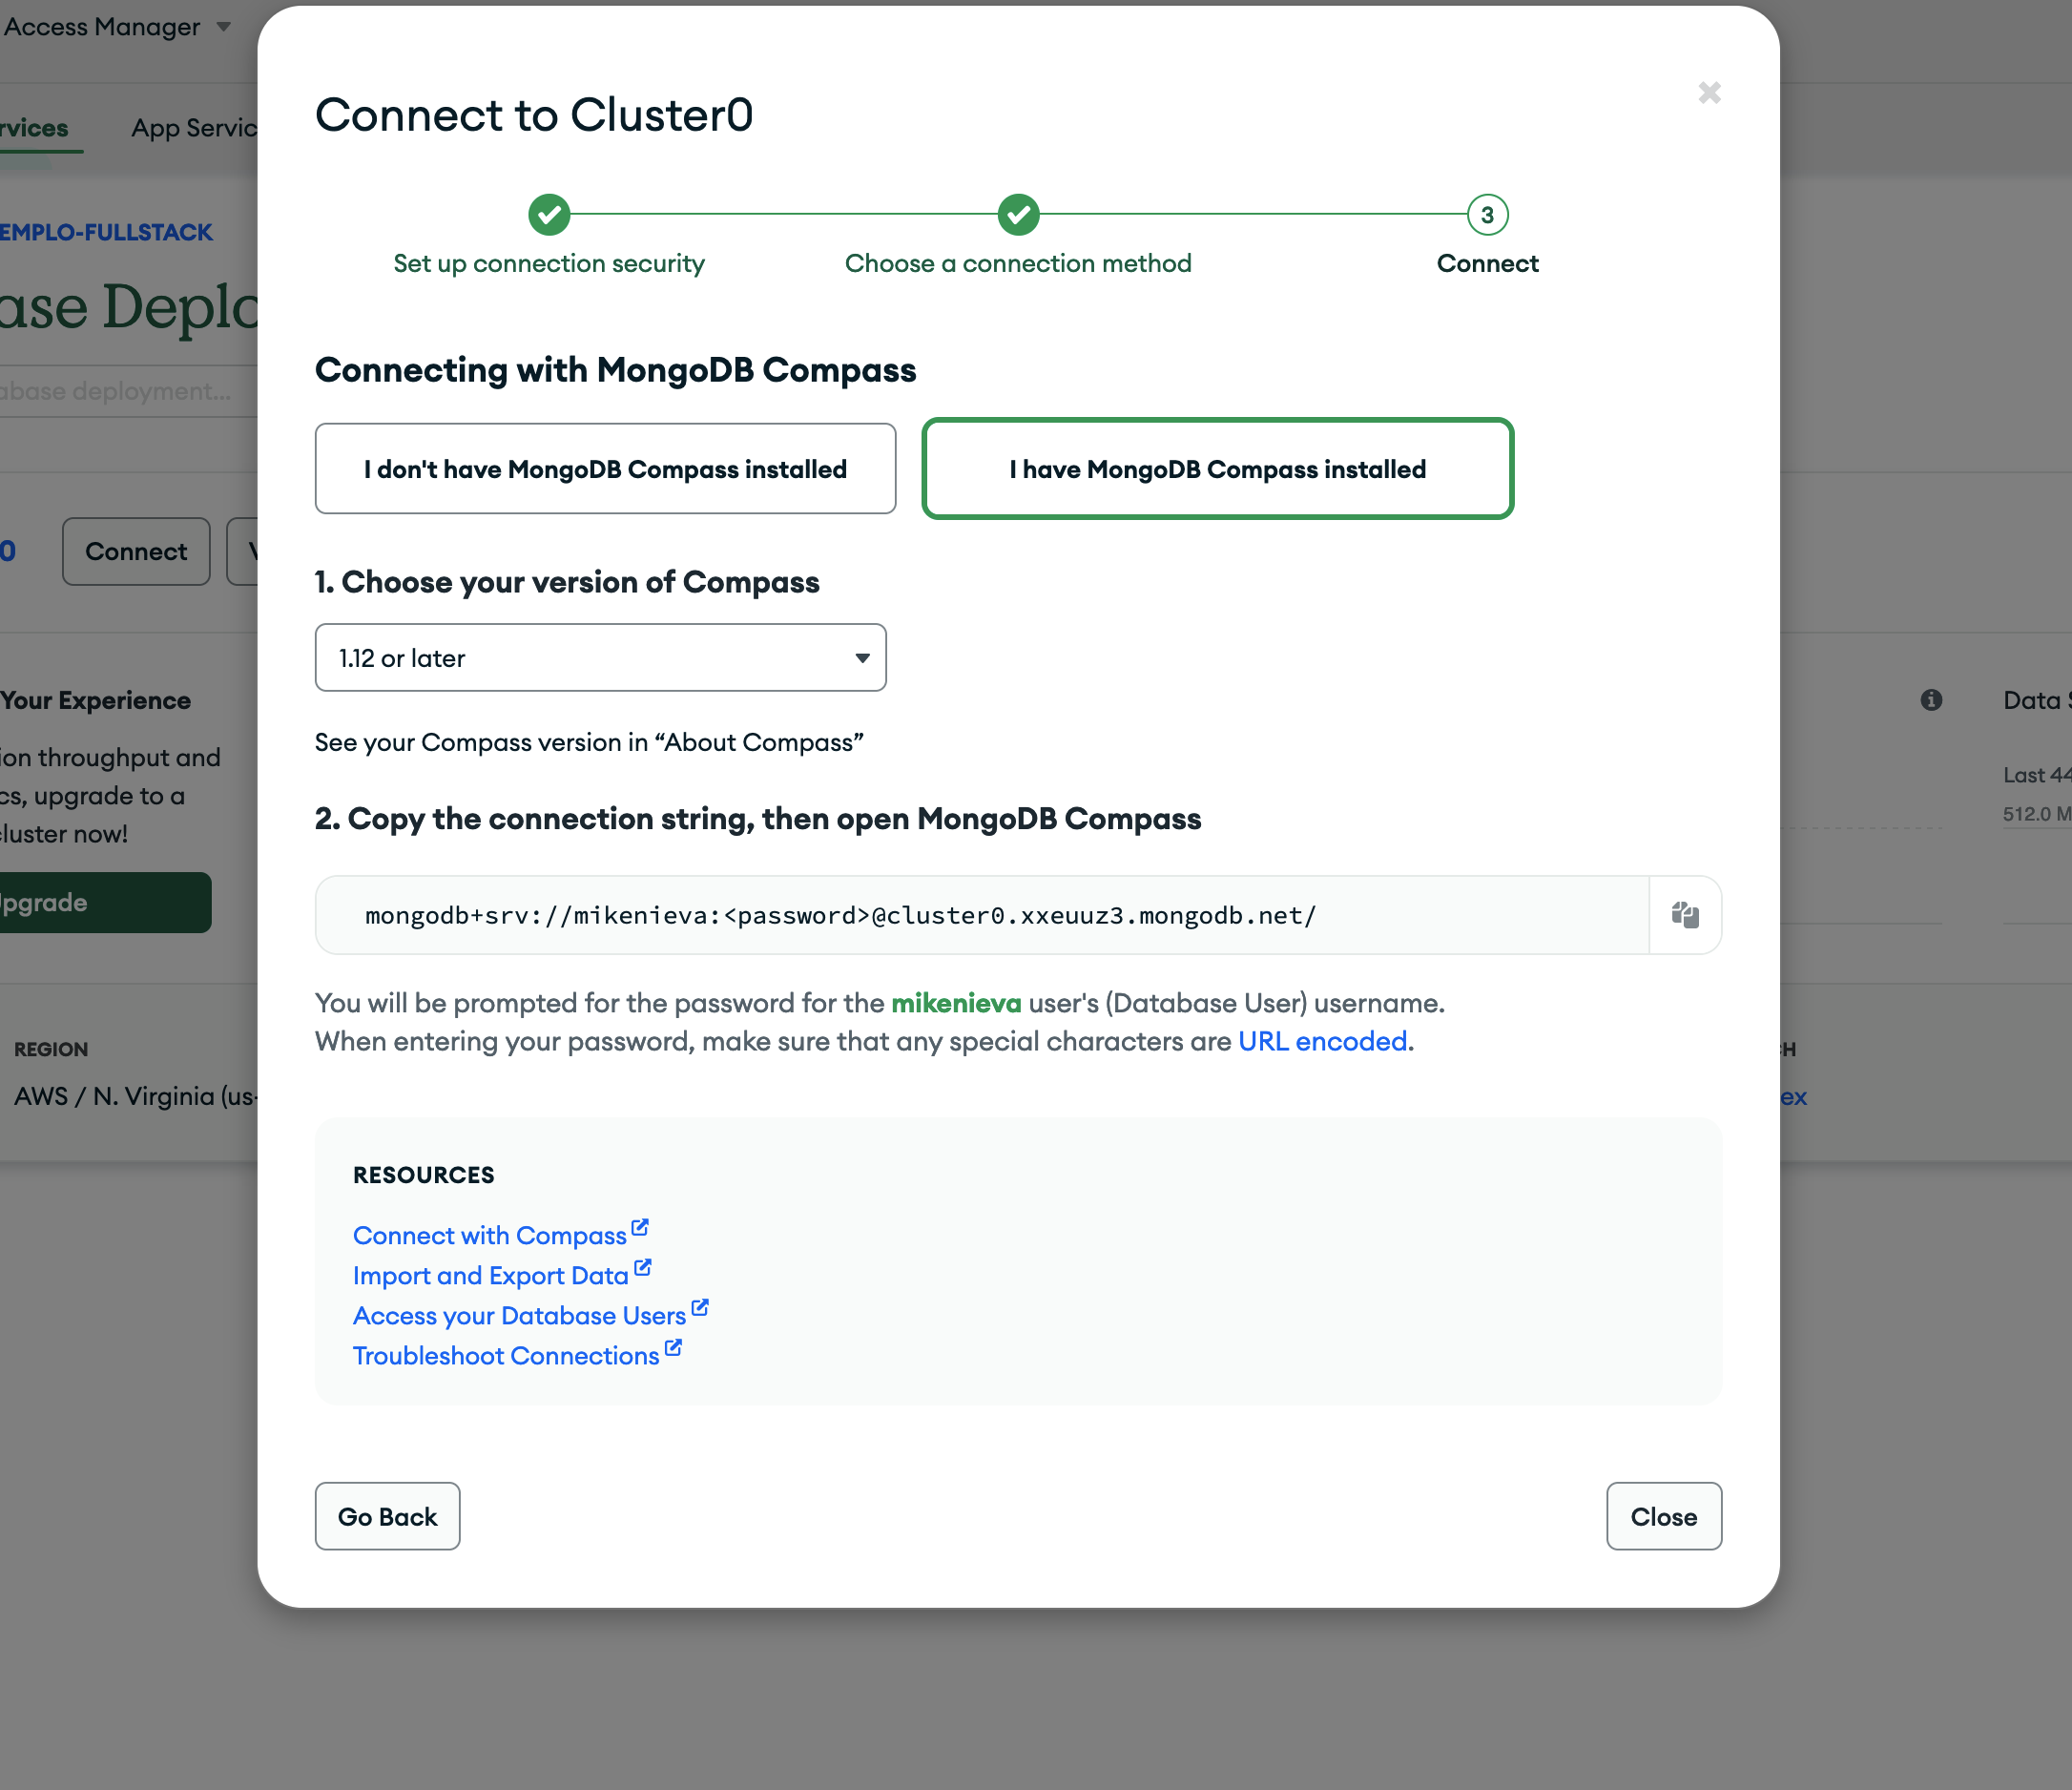 Access Manager
Connect to Cluster0
rvices
App Servic
3
Set up connection security
Choose a connection method
Connect
EMPLO-FULLSTACK
ase Deplo
Connecting with MongoDB Compass
abase deployment...
I don't have MongoDB Compass installed
I have MongoDB Compass installed
0
Connect
V
1. Choose your version of Compass
1.12 or later
Your Experience
Data S
See your Compass version in “About Compass”
ion throughput and
cs, upgrade to a
cluster now!
Last 44
512.0 M
2. Copy the connection string, then open MongoDB Compass
pgrade
mongodb+srv://mikenieva:<password>@cluster0.xxeuuz3.mongodb.net/
You will be prompted for the password for the mikenieva user's (Database User) username.
When entering your password, make sure that any special characters are URL encoded.
REGION
CH
AWS / N. Virginia (us-
ex
RESOURCES
Connect with Compass
Import and Export Data
Access your Database Users
Troubleshoot Connections
Go Back
Close